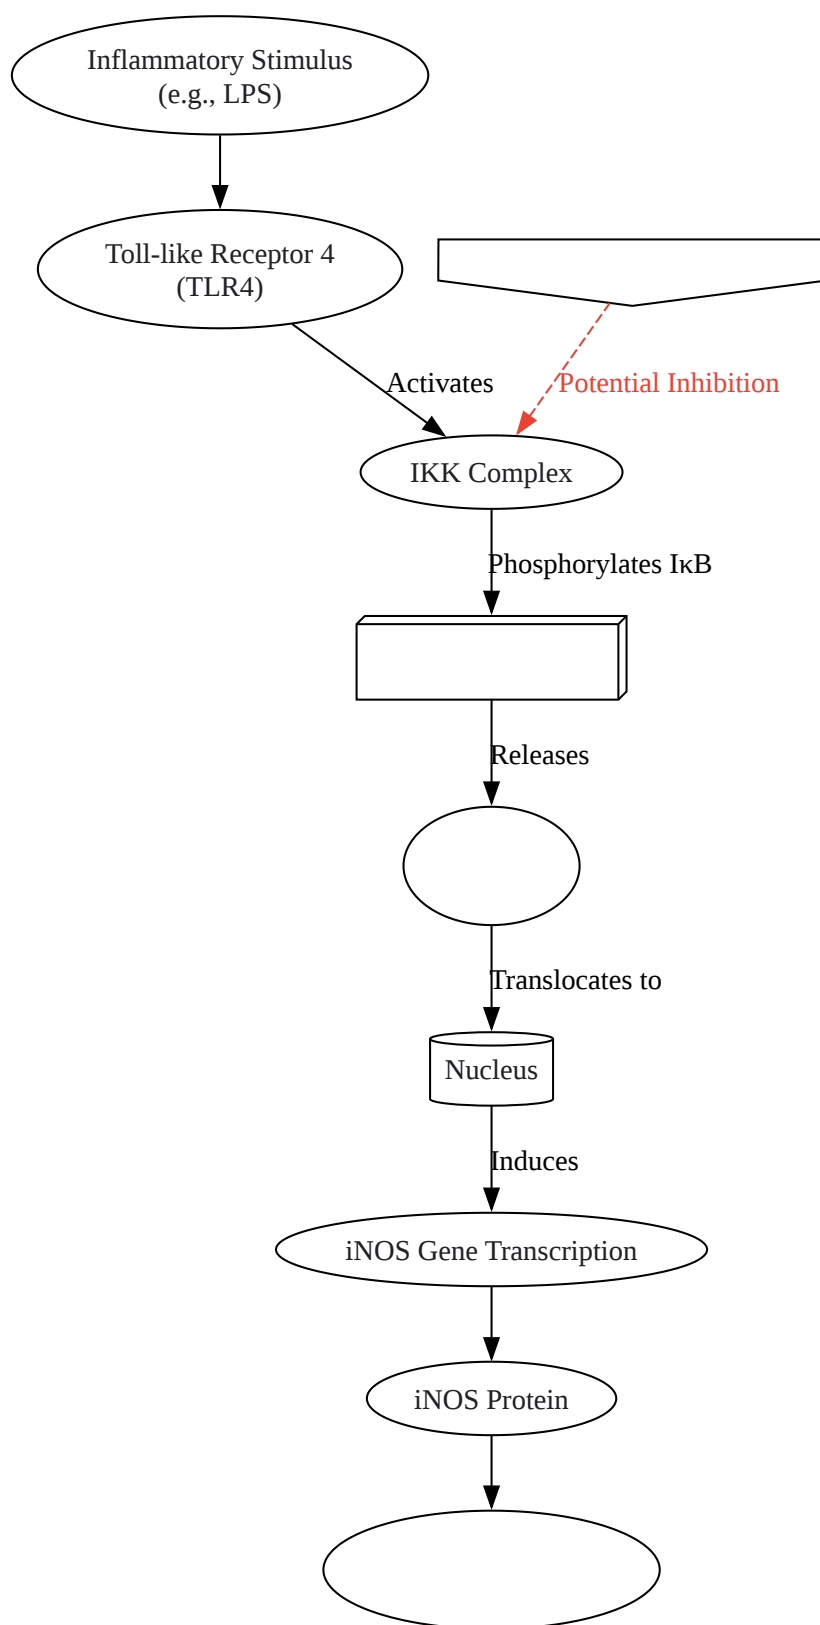 Inflammatory Stimulus
(e.g., LPS)
Toll-like Receptor 4
(TLR4)
Activates
Potential Inhibition
IKK Complex
Phosphorylates IκB
Releases
Translocates to
Nucleus
Induces
iNOS Gene Transcription
iNOS Protein